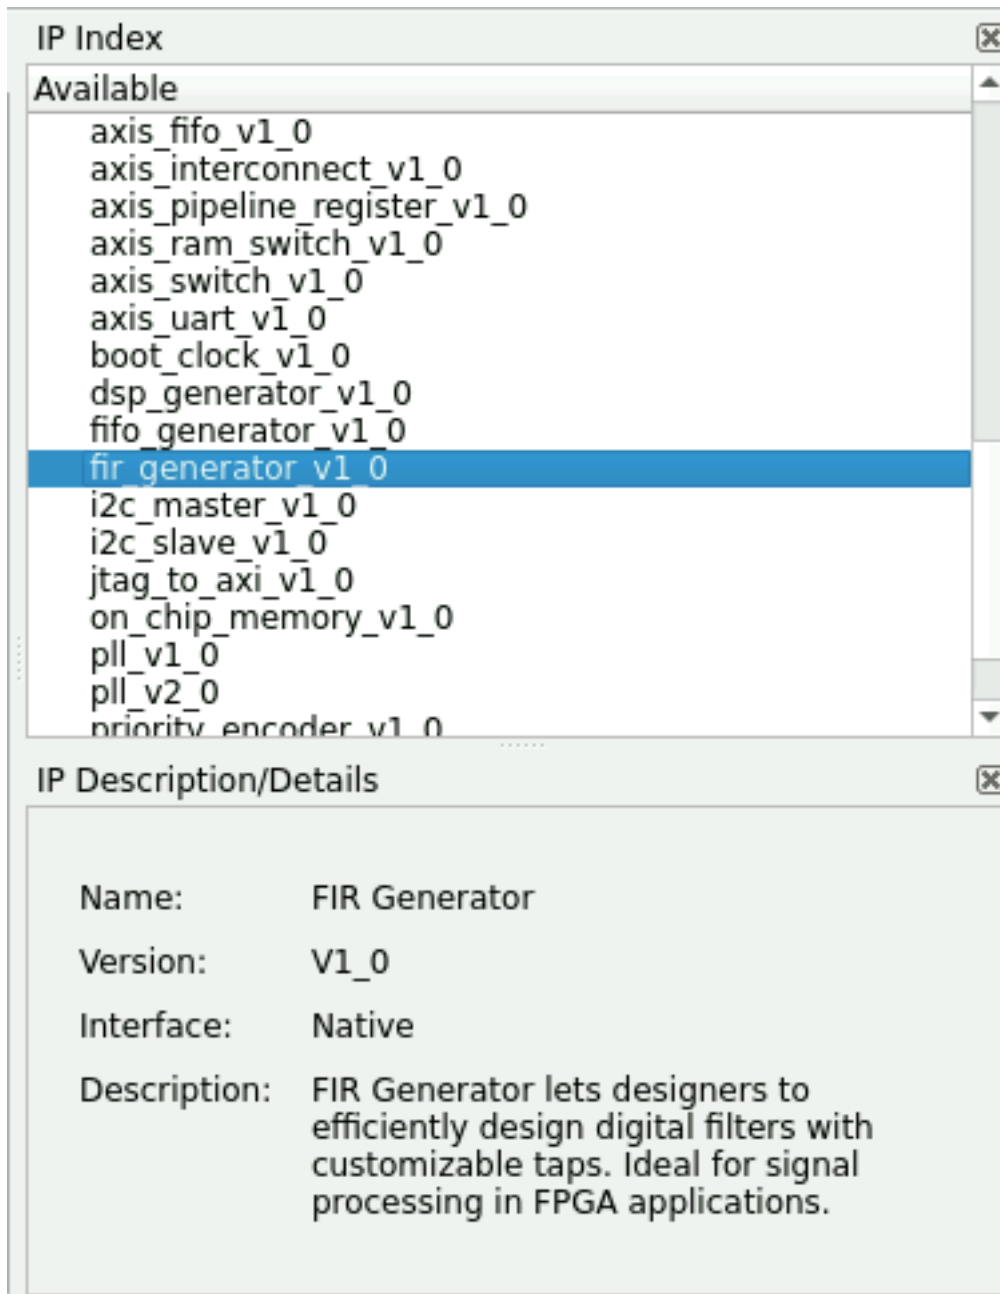 IP Index
Available
axis_fifo_v1_0
axis_interconnect_v1_0
axis_pipeline_register_v1_0
axis_ram_switch_v1_0
axis_switch_v1_0
axis_uart_v1_0
boot_clock_v1_0
dsp_generator_v1_0
fifo_generator_v1_0
fir_generator_v1_0
i2c_master_v1_0
i2c_slave_v1_0
jtag_to_axi_v1_0
on_chip_memory_v1_0
pll_v1_0
pll_v2_0
priority_encoder_v1_0
IP Description/Details
Name: FIR Generator
Version: V1_0
Interface: Native
Description: FIR Generator lets designers to
efficiently design digital filters with
customizable taps. Ideal for signal
processing in FPGA applications.